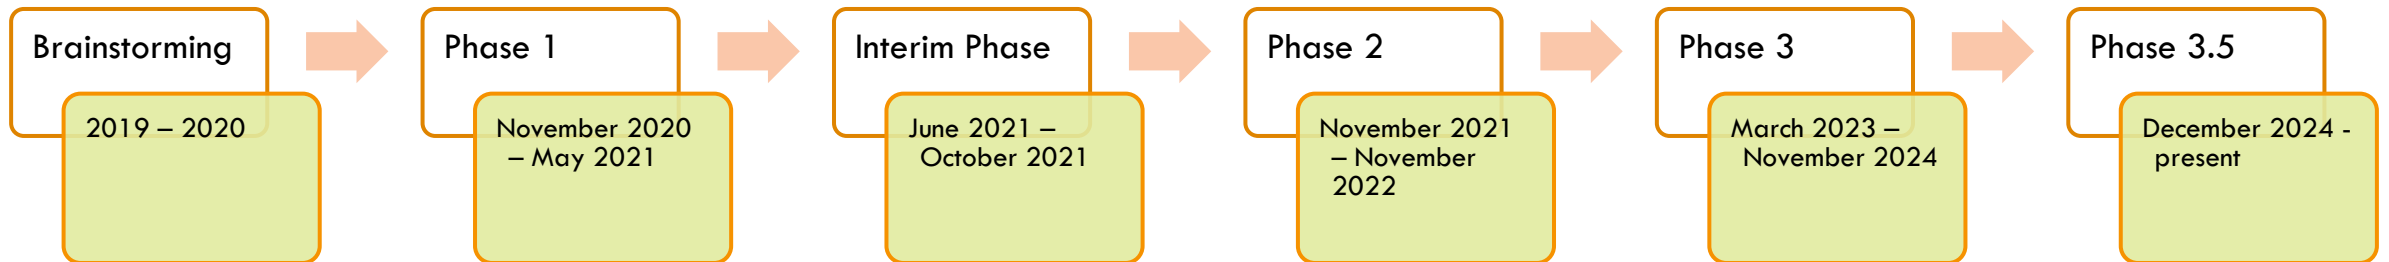 Brainstorming
2019 – 2020
Phase 1
November 2020
– May 2021
Interim Phase
June 2021 –
October 2021
Phase 2
November 2021
– November
2022
Phase 3
March 2023 –
November 2024
Phase 3.5
December 2024 -
present